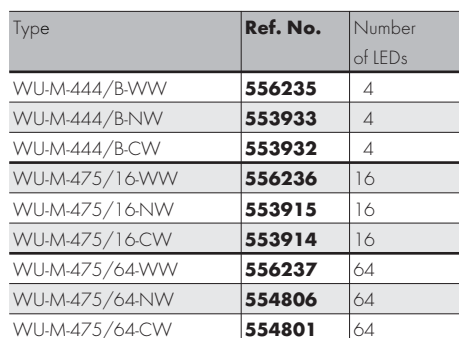 Type Ref. No. Number
of LEDs
WU-M-444/B-WW 556235 4
WU-M-444/B-NW 553933 4
WU-M-444/B-CW 553932 4
WU-M-475/16-WW 556236 16
WU-M-475/16-NW 553915 16
WU-M-475/16-CW 553914 16
WU-M-475/64-WW 556237 64
WU-M-475/64-NW 554806 64
WU-M-475/64-CW 554801 64